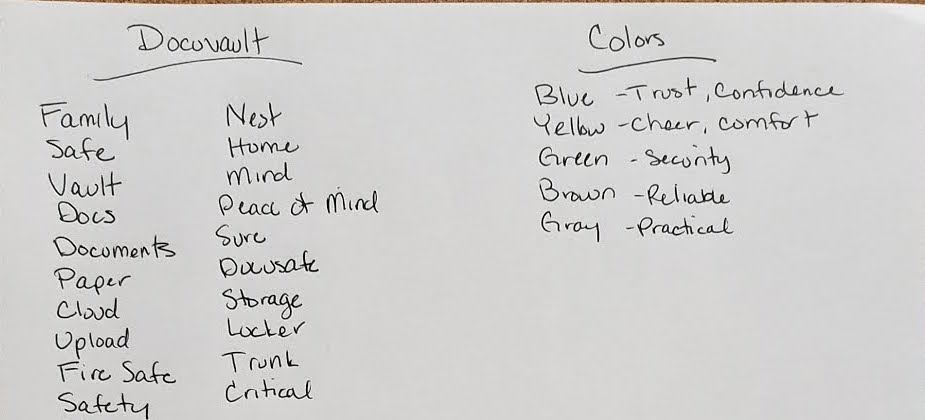 Docuvault
Family
Safe
Vault
Docs
Documents
Paper
Cloud
Upload
Fire Safe
Safety
Nest
Home
Mind
Peace of Mind
Sure
Docusafe
Storage
Locker
Trunk
Critical
Colors
Blue - Trust, Confidence
Yellow - Cheer, comfort
Green - Security
Brown - Reliable
Gray - Practical